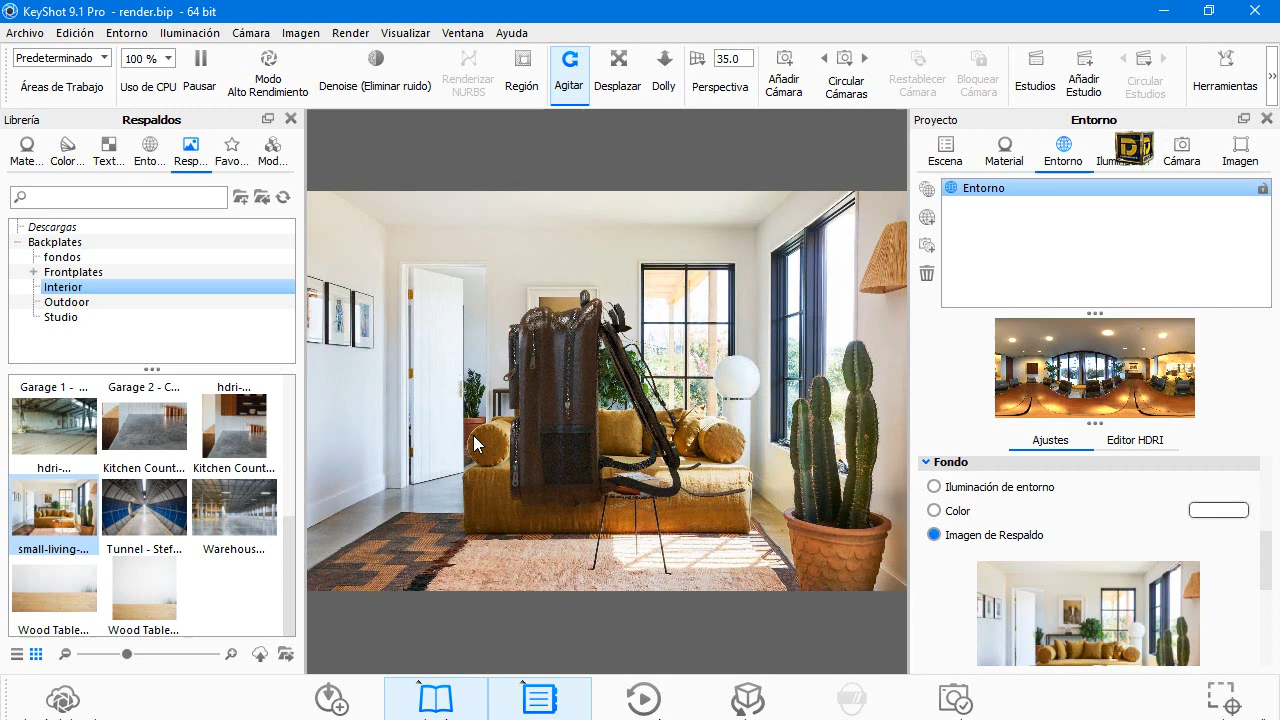 KeyShot 9.1 Pro - render.bip - 64 bit
Archivo Edición Entorno Iluminación Cámara Imagen Render Visualizar Ventana Ayuda
Predeterminado 100 % 35.0
Áreas de Trabajo Uso de CPU Pausar Modo Alto Rendimiento Denoise (Eliminar ruido) Renderizar NURBS Región Agitar Desplazar Dolly Perspectiva Añadir Cámara Circular Cámaras Restablecer Cámara Bloquear Cámara Estudios Añadir Estudio Circular Estudios Herramientas
Librería Respaldos
Mate... Color... Text... Ento... Resp... Favo... Mod...
Descargas
Backplates
fondos
Frontplates
Interior
Outdoor
Studio
Garage 1 - ... Garage 2 - C... hdri-...
hdri-... Kitchen Count... Kitchen Count...
small-living-... Tunnel - Stef... Warehous...
Wood Table... Wood Table...
Proyecto Entorno
Escena Material Entorno Cámara Imagen
Entorno
Ajustes Editor HDRI
Fondo
Iluminación de entorno
Color
Imagen de Respaldo